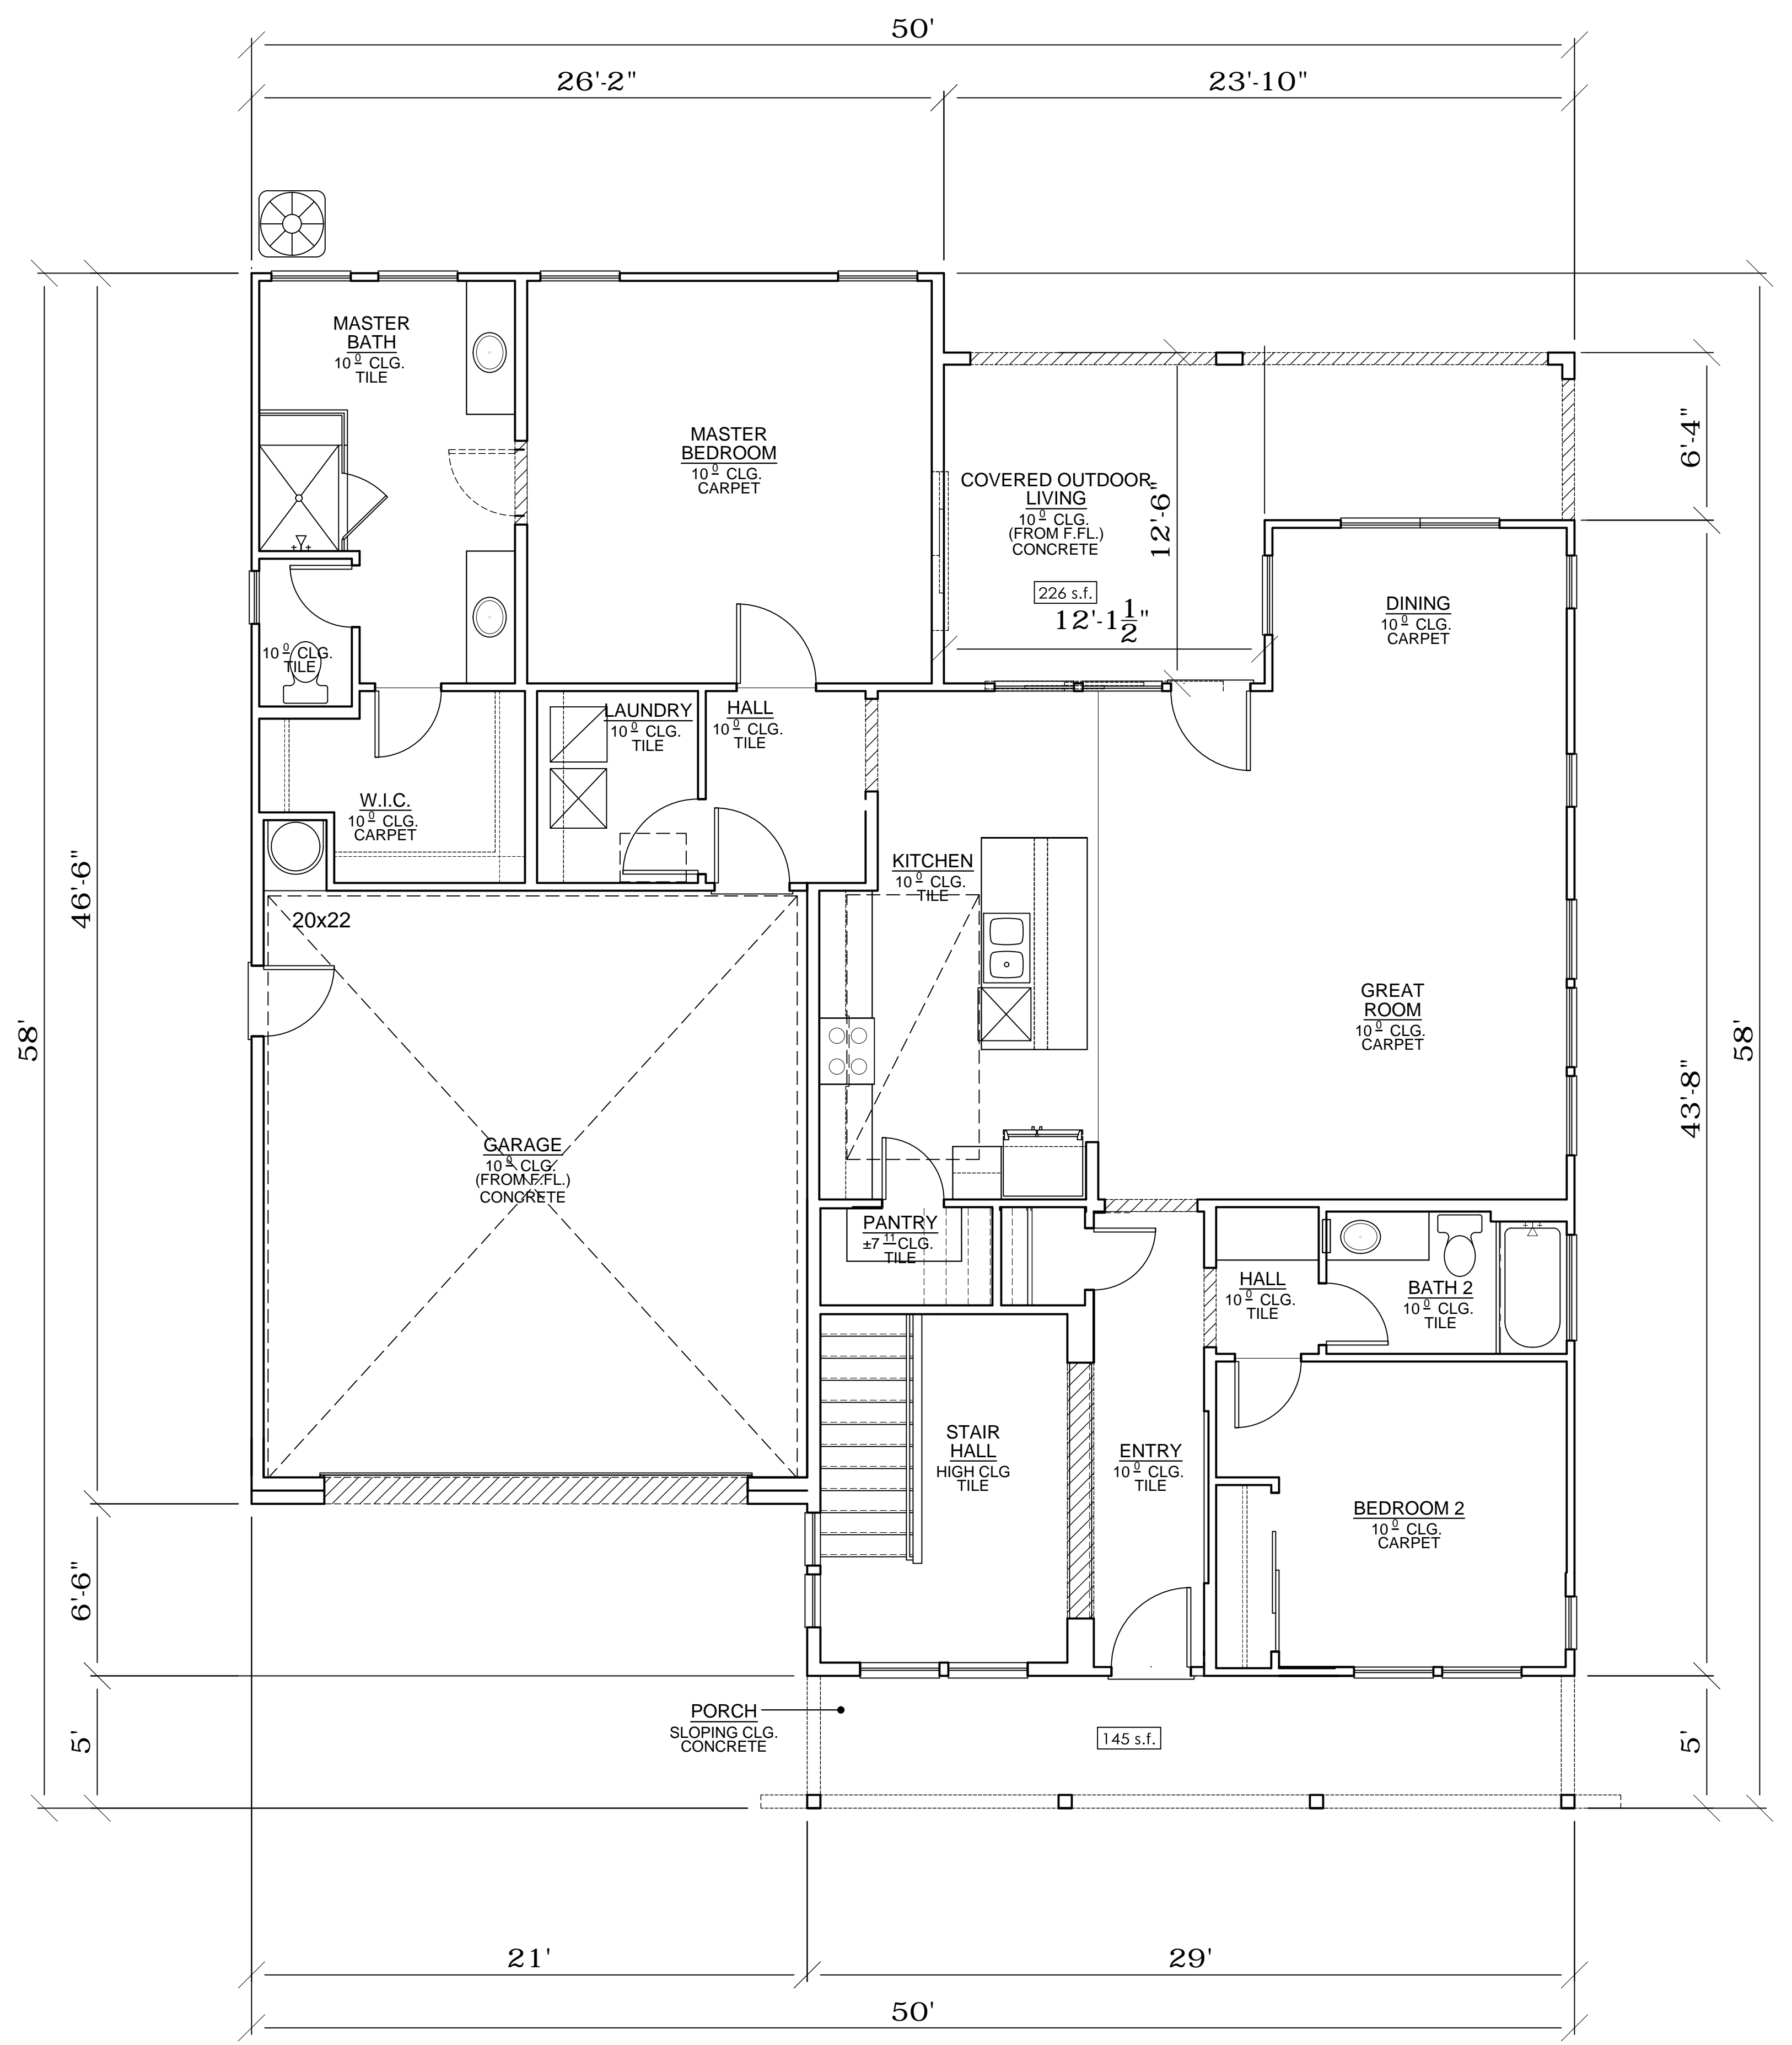 50'
26'-2"
23'-10"
MASTER
BATH
10 0 CLG.
TILE
MASTER
BEDROOM
10 0 CLG.
CARPET
COVERED OUTDOOR
LIVING
10 0 CLG.
(FROM F.FL.)
CONCRETE
226 s.f.
12'-6"
12'-1 1/2"
6'-4"
DINING
10 0 CLG.
CARPET
10 0 CLG.
TILE
LAUNDRY
10 0 CLG.
TILE
HALL
10 0 CLG.
TILE
W.I.C.
10 0 CLG.
CARPET
KITCHEN
10 0 CLG.
TILE
46'-6"
58'
20x22
GREAT
ROOM
10 0 CLG.
CARPET
58'
43'-8"
GARAGE
10 0 CLG.
(FROM F.FL.)
CONCRETE
PANTRY
±7 11 CLG.
TILE
HALL
10 0 CLG.
TILE
BATH 2
10 0 CLG.
TILE
STAIR
HALL
HIGH CLG
TILE
ENTRY
10 0 CLG.
TILE
BEDROOM 2
10 0 CLG.
CARPET
6'-6"
PORCH
SLOPING CLG.
CONCRETE
145 s.f.
5'
5'
21'
29'
50'